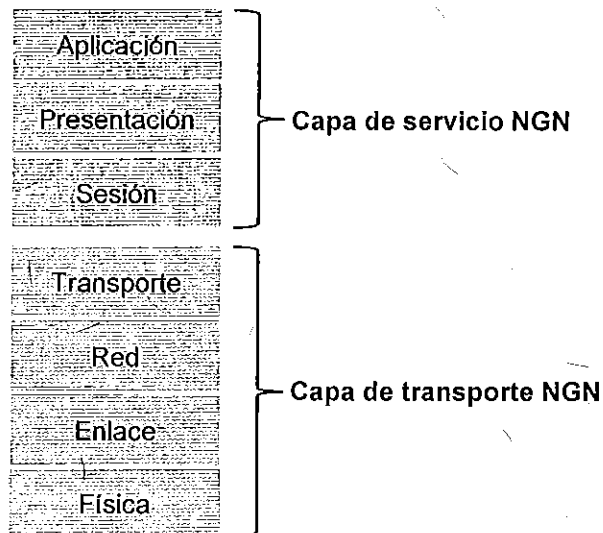 Aplicación
Presentación
Capa de servicio NGN
Sesión
Transporte
Red
Capa de transporte NGN
Enlace
Física